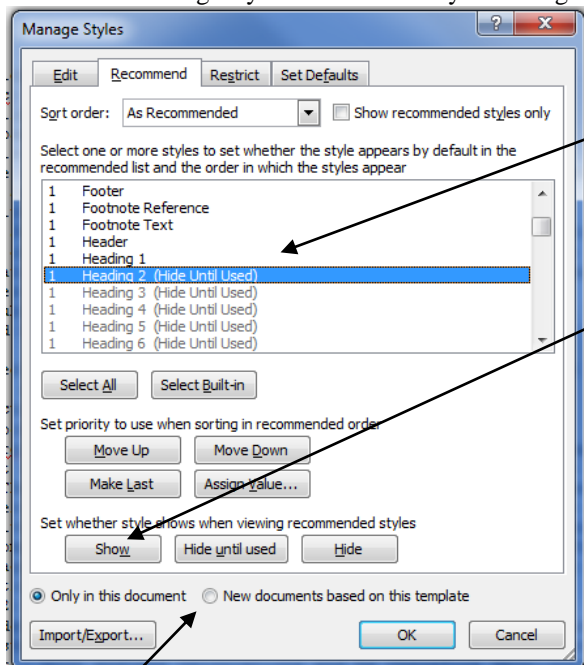 Manage Styles
Edit Recommend Restrict Set Defaults
Sort order: As Recommended Show recommended styles only
Select one or more styles to set whether the style appears by default in the
recommended list and the order in which the styles appear
1 Footer
1 Footnote Reference
1 Footnote Text
1 Header
1 Heading 1
1 Heading 2 (Hide Until Used)
1 Heading 3 (Hide Until Used)
1 Heading 4 (Hide Until Used)
1 Heading 5 (Hide Until Used)
1 Heading 6 (Hide Until Used)
Select All Select Built-in
Set priority to use when sorting in recommended order
Move Up Move Down
Make Last Assign Value...
Set whether style shows when viewing recommended styles
Show Hide until used Hide
Only in this document New documents based on this template
Import/Export... OK Cancel